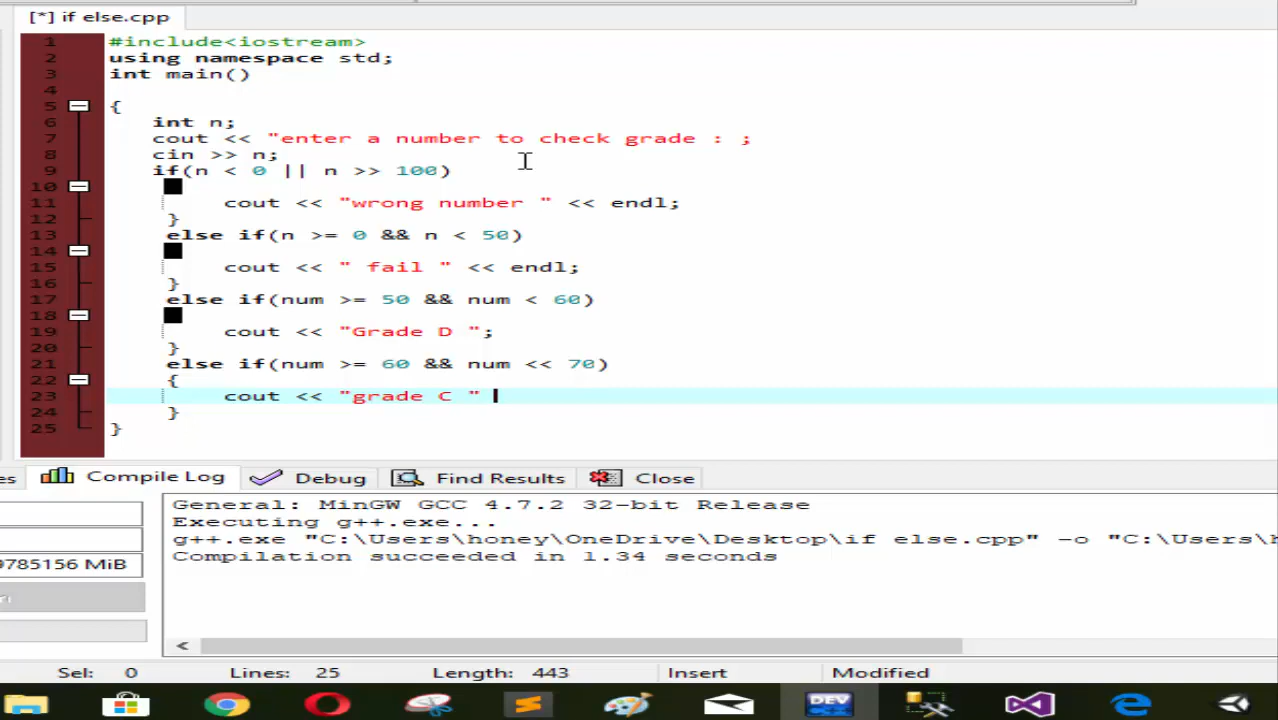 [*] if else.cpp
1 #include<iostream>
2 using namespace std;
3 int main()
4
5 {
6 int n;
7 cout << "enter a number to check grade : ;
8 cin >> n;
9 if(n < 0 || n >> 100)
10
11 cout << "wrong number " << endl;
12 }
13 else if(n >= 0 && n < 50)
14
15 cout << " fail " << endl;
16 }
17 else if(num >= 50 && num < 60)
18
19 cout << "Grade D ";
20 }
21 else if(num >= 60 && num << 70)
22 {
23 cout << "grade C "
24 }
25 }
es Compile Log Debug Find Results Close
General: MinGW GCC 4.7.2 32-bit Release
Executing g++.exe...
g++.exe "C:\Users\honey\OneDrive\Desktop\if else.cpp" -o "C:\Users\h
9785156 MiB Compilation succeeded in 1.34 seconds
Sel: 0 Lines: 25 Length: 443 Insert Modified
DEV